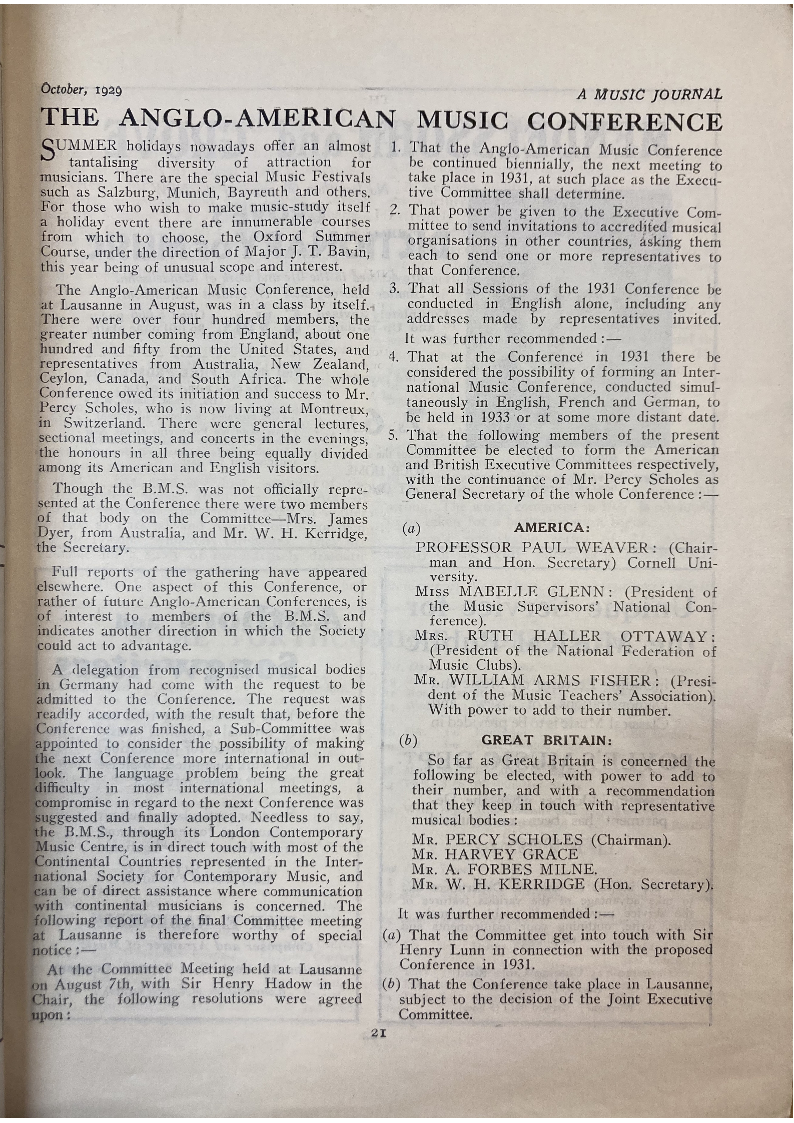 October, 1929
A MUSIC JOURNAL
THE ANGLO-AMERICAN MUSIC CONFERENCE
SUMMER holidays nowadays offer an almost
tantalising diversity of attraction for
musicians. There are the special Music Festivals
such as Salzburg, Munich, Bayreuth and others.
For those who wish to make music-study itself
a holiday event there are innumerable courses
from which to choose, the Oxford Summer
Course, under the direction of Major J. T. Bavin,
this year being of unusual scope and interest.
The Anglo-American Music Conference, held
at Lausanne in August, was in a class by itself.
There were over four hundred members, the
greater number coming from England, about one
hundred and fifty from the United States, and
representatives from Australia, New Zealand,
Ceylon, Canada, and South Africa. The whole
Conference owed its initiation and success to Mr.
Percy Scholes, who is now living at Montreux,
in Switzerland. There were general lectures,
sectional meetings, and concerts in the evenings,
the honours in all three being equally divided
among its American and English visitors.
Though the B.M.S. was not officially repre-
sented at the Conference there were two members
of that body on the Committee—Mrs. James
Dyer, from Australia, and Mr. W. H. Kerridge,
the Secretary.
Full reports of the gathering have appeared
elsewhere. One aspect of this Conference, or
rather of future Anglo-American Conferences, is
of interest to members of the B.M.S. and
indicates another direction in which the Society
could act to advantage.
A delegation from recognised musical bodies
in Germany had come with the request to be
admitted to the Conference. The request was
readily accorded, with the result that, before the
Conference was finished, a Sub-Committee was
appointed to consider the possibility of making
the next Conference more international in out-
look. The language problem being the great
difficulty in most international meetings, a
compromise in regard to the next Conference was
suggested and finally adopted. Needless to say,
the B.M.S., through its London Contemporary
Music Centre, is in direct touch with most of the
Continental Countries represented in the Inter-
national Society for Contemporary Music, and
can be of direct assistance where communication
with continental musicians is concerned. The
following report of the final Committee meeting
at Lausanne is therefore worthy of special
notice :—
At the Committee Meeting held at Lausanne
on August 7th, with Sir Henry Hadow in the
Chair, the following resolutions were agreed
upon :
1. That the Anglo-American Music Conference
be continued biennially, the next meeting to
take place in 1931, at such place as the Execu-
tive Committee shall determine.
2. That power be given to the Executive Com-
mittee to send invitations to accredited musical
organisations in other countries, asking them
each to send one or more representatives to
that Conference.
3. That all Sessions of the 1931 Conference be
conducted in English alone, including any
addresses made by representatives invited.
It was further recommended :—
4. That at the Conference in 1931 there be
considered the possibility of forming an Inter-
national Music Conference, conducted simul-
taneously in English, French and German, to
be held in 1933 or at some more distant date.
5. That the following members of the present
Committee be elected to form the American
and British Executive Committees respectively,
with the continuance of Mr. Percy Scholes as
General Secretary of the whole Conference :—
(a) AMERICA:
PROFESSOR PAUL WEAVER : (Chair-
man and Hon. Secretary) Cornell Uni-
versity.
MISS MABELLE GLENN : (President of
the Music Supervisors' National Con-
ference).
MRS. RUTH HALLER OTTAWAY :
(President of the National Federation of
Music Clubs).
MR. WILLIAM ARMS FISHER : (Presi-
dent of the Music Teachers' Association).
With power to add to their number.
(b) GREAT BRITAIN:
So far as Great Britain is concerned the
following be elected, with power to add to
their number, and with a recommendation
that they keep in touch with representative
musical bodies :
MR. PERCY SCHOLES (Chairman).
MR. HARVEY GRACE
MR. A. FORBES MILNE.
MR. W. H. KERRIDGE (Hon. Secretary).
It was further recommended :—
(a) That the Committee get into touch with Sir
Henry Lunn in connection with the proposed
Conference in 1931.
(b) That the Conference take place in Lausanne,
subject to the decision of the Joint Executive
Committee.
21